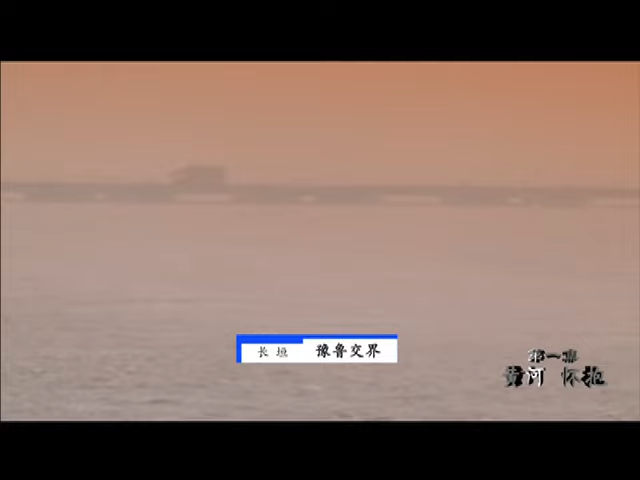 长垣 豫鲁交界
第一集
黄河 怀抱